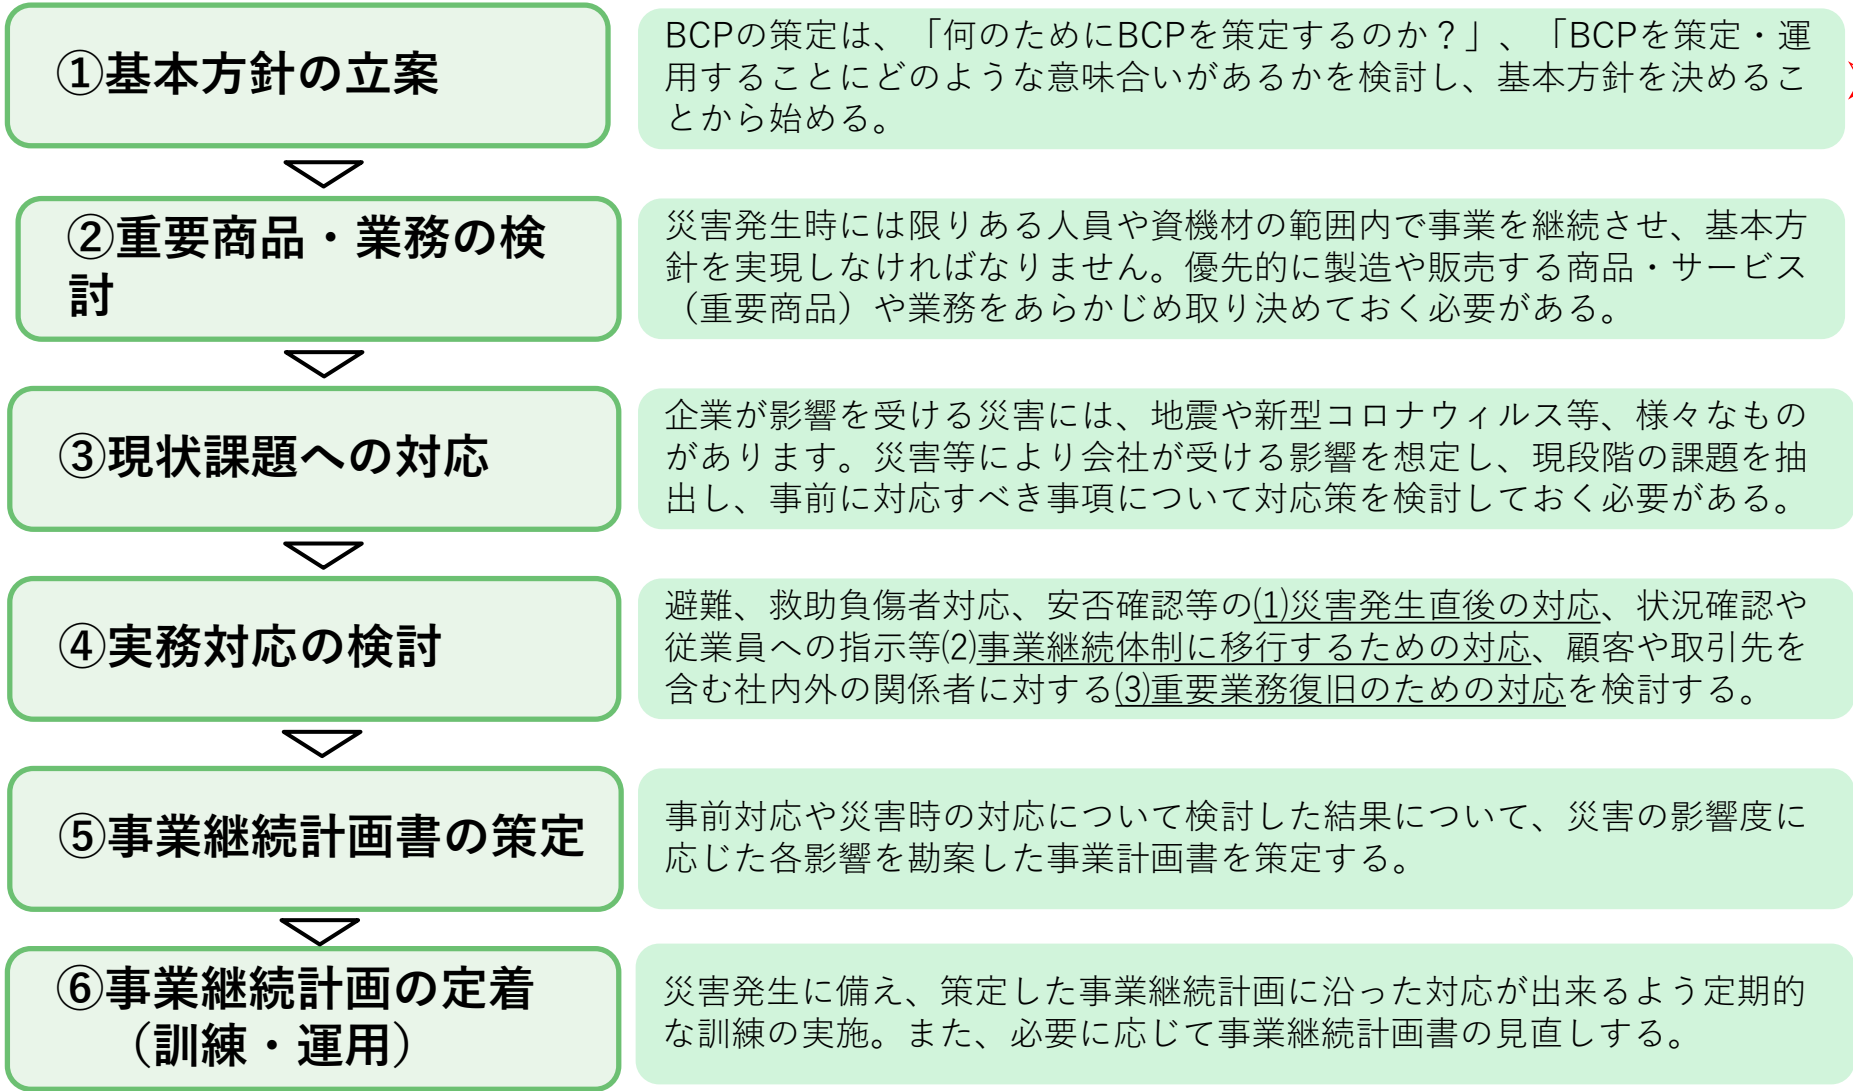 ①基本方針の立案
BCPの策定は、「何のためにBCPを策定するのか？」、「BCPを策定・運
用することにどのような意味合いがあるかを検討し、基本方針を決めるこ
とから始める。
②重要商品・業務の検
討
災害発生時には限りある人員や資機材の範囲内で事業を継続させ、基本方
針を実現しなければなりません。優先的に製造や販売する商品・サービス
（重要商品）や業務をあらかじめ取り決めておく必要がある。
③現状課題への対応
企業が影響を受ける災害には、地震や新型コロナウィルス等、様々なもの
があります。災害等により会社が受ける影響を想定し、現段階の課題を抽
出し、事前に対応すべき事項について対応策を検討しておく必要がある。
④実務対応の検討
避難、救助負傷者対応、安否確認等の⑴災害発生直後の対応、状況確認や
従業員への指示等⑵事業継続体制に移行するための対応、顧客や取引先を
含む社内外の関係者に対する⑶重要業務復旧のための対応を検討する。
⑤事業継続計画書の策定
事前対応や災害時の対応について検討した結果について、災害の影響度に
応じた各影響を勘案した事業計画書を策定する。
⑥事業継続計画の定着
（訓練・運用）
災害発生に備え、策定した事業継続計画に沿った対応が出来るよう定期的
な訓練の実施。また、必要に応じて事業継続計画書の見直しする。